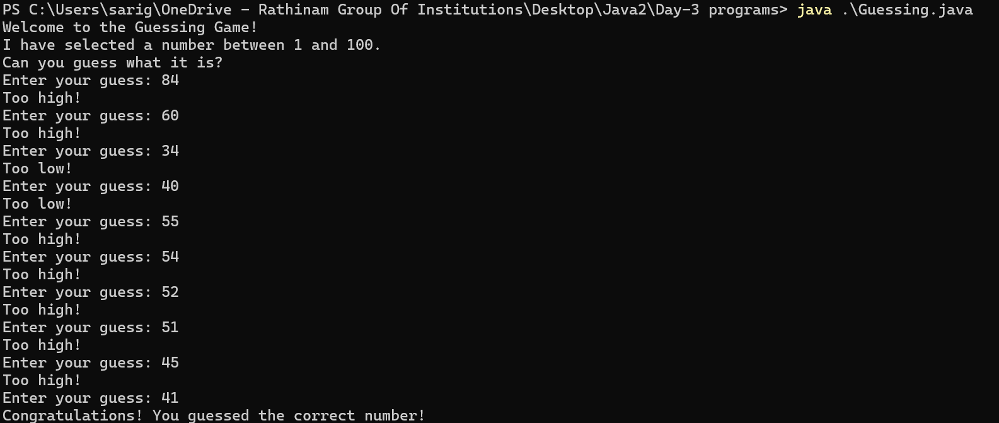 PS C:\Users\sarig\OneDrive - Rathinam Group Of Institutions\Desktop\Java2\Day-3 programs> java .\Guessing.java
Welcome to the Guessing Game!
I have selected a number between 1 and 100.
Can you guess what it is?
Enter your guess: 84
Too high!
Enter your guess: 60
Too high!
Enter your guess: 34
Too low!
Enter your guess: 40
Too low!
Enter your guess: 55
Too high!
Enter your guess: 54
Too high!
Enter your guess: 52
Too high!
Enter your guess: 51
Too high!
Enter your guess: 45
Too high!
Enter your guess: 41
Congratulations! You guessed the correct number!